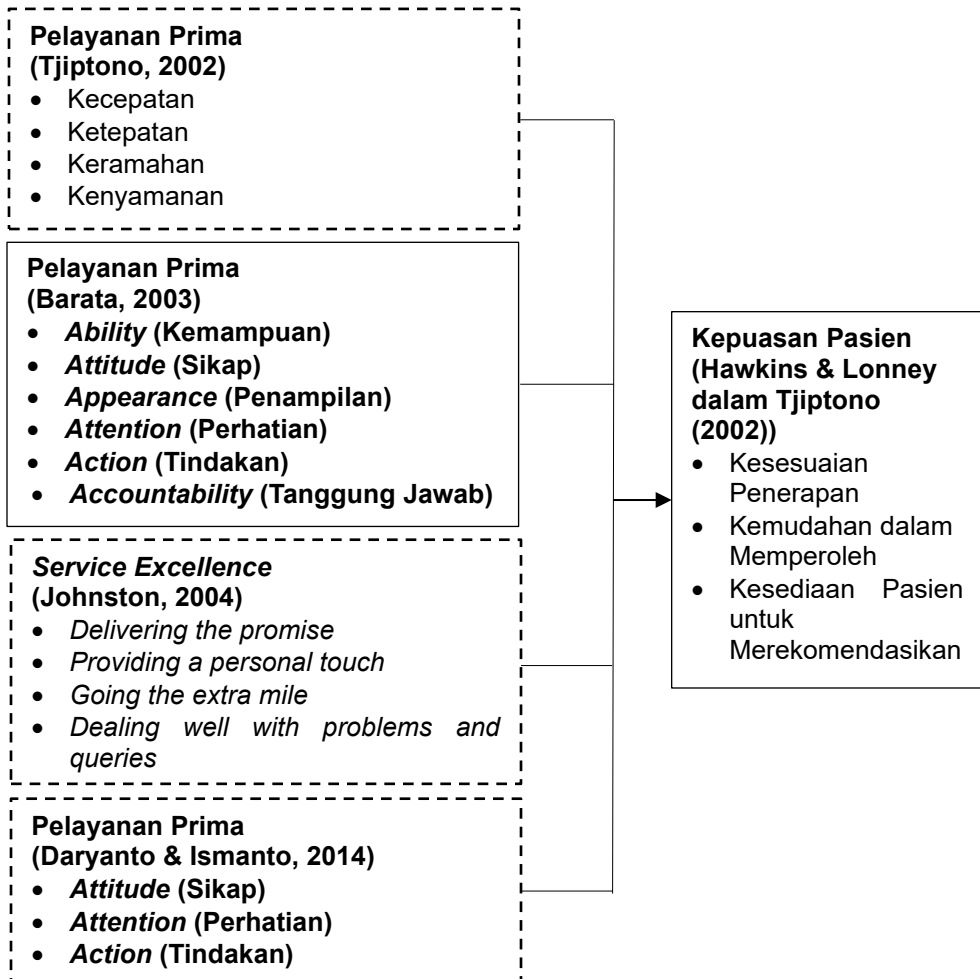 Pelayanan Prima
(Tjiptono, 2002)
• Kecepatan
• Ketepatan
• Keramahan
• Kenyamanan
Pelayanan Prima
(Barata, 2003)
• Ability (Kemampuan)
• Attitude (Sikap)
• Appearance (Penampilan)
• Attention (Perhatian)
• Action (Tindakan)
• Accountability (Tanggung Jawab)
Service Excellence
(Johnston, 2004)
• Delivering the promise
• Providing a personal touch
• Going the extra mile
• Dealing well with problems and
queries
Pelayanan Prima
(Daryanto & Ismanto, 2014)
• Attitude (Sikap)
• Attention (Perhatian)
• Action (Tindakan)
Kepuasan Pasien
(Hawkins & Lonney
dalam Tjiptono
(2002))
• Kesesuaian
Penerapan
• Kemudahan dalam
Memperoleh
• Kesediaan Pasien
untuk
Merekomendasikan